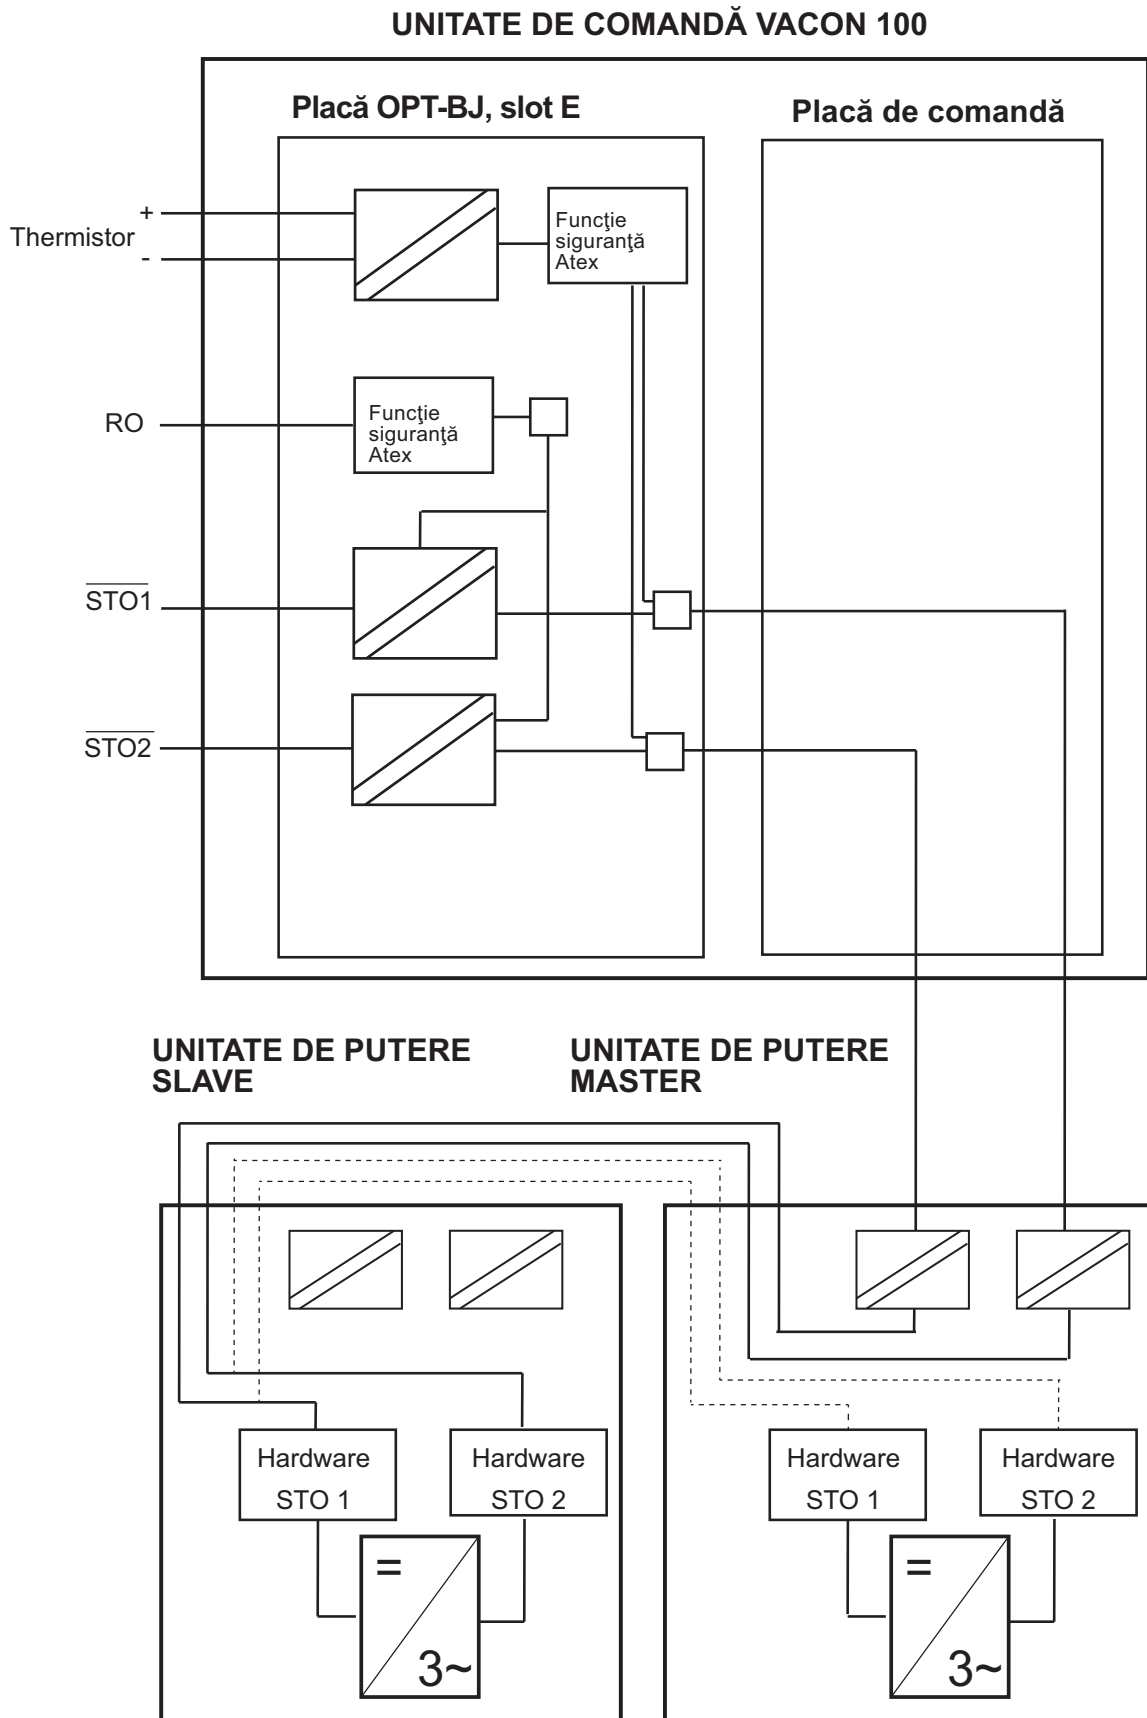 UNITATE DE COMANDĂ VACON 100
Placă OPT-BJ, slot E
Placă de comandă
+
Thermistor
-
Funcţie
siguranţă
Atex
RO
Funcţie
siguranţă
Atex
STO1
STO2
UNITATE DE PUTERE
SLAVE
UNITATE DE PUTERE
MASTER
Hardware
STO 1
Hardware
STO 2
Hardware
STO 1
Hardware
STO 2
=
3~
=
3~